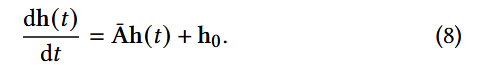 dh(t)/dt = Āh(t) + h₀. (8)